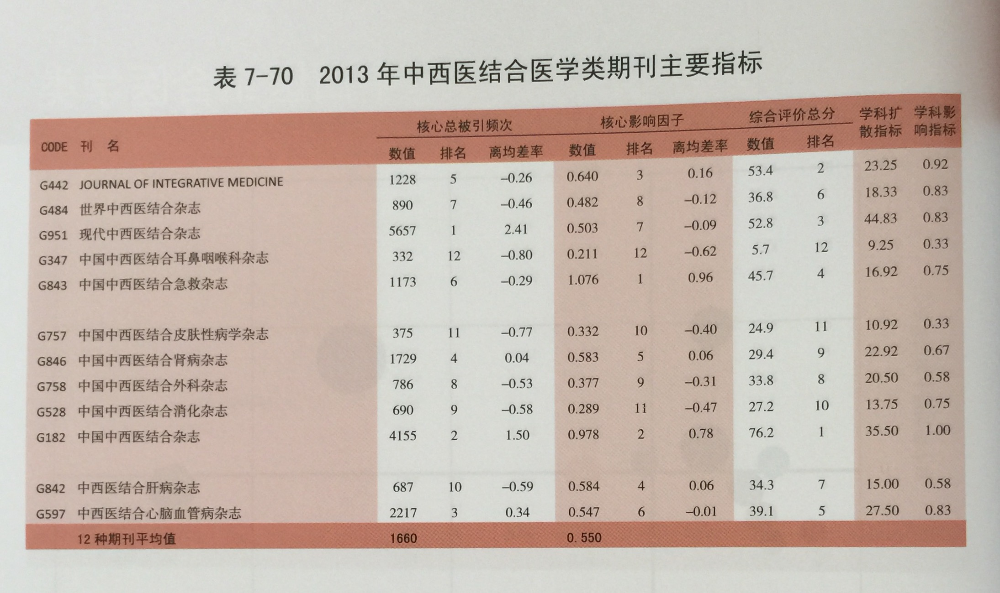 表 7-70 2013 年中西医结合医学类期刊主要指标
CODE 刊 名 核心总被引频次 核心影响因子 综合评价总分 学科扩散指标 学科影响指标
数值 排名 离均差率 数值 排名 离均差率 数值 排名
G442 JOURNAL OF INTEGRATIVE MEDICINE 1228 5 –0.26 0.640 3 0.16 53.4 2 23.25 0.92
G484 世界中西医结合杂志 890 7 –0.46 0.482 8 –0.12 36.8 6 18.33 0.83
G951 现代中西医结合杂志 5657 1 2.41 0.503 7 –0.09 52.8 3 44.83 0.83
G347 中国中西医结合耳鼻咽喉科杂志 332 12 –0.80 0.211 12 –0.62 5.7 12 9.25 0.33
G843 中国中西医结合急救杂志 1173 6 –0.29 1.076 1 0.96 45.7 4 16.92 0.75
G757 中国中西医结合皮肤性病学杂志 375 11 –0.77 0.332 10 –0.40 24.9 11 10.92 0.33
G846 中国中西医结合肾病杂志 1729 4 0.04 0.583 5 0.06 29.4 9 22.92 0.67
G758 中国中西医结合外科杂志 786 8 –0.53 0.377 9 –0.31 33.8 8 20.50 0.58
G528 中国中西医结合消化杂志 690 9 –0.58 0.289 11 –0.47 27.2 10 13.75 0.75
G182 中国中西医结合杂志 4155 2 1.50 0.978 2 0.78 76.2 1 35.50 1.00
G842 中西医结合肝病杂志 687 10 –0.59 0.584 4 0.06 34.3 7 15.00 0.58
G597 中西医结合心脑血管病杂志 2217 3 0.34 0.547 6 –0.01 39.1 5 27.50 0.83
12 种期刊平均值 1660 0.550